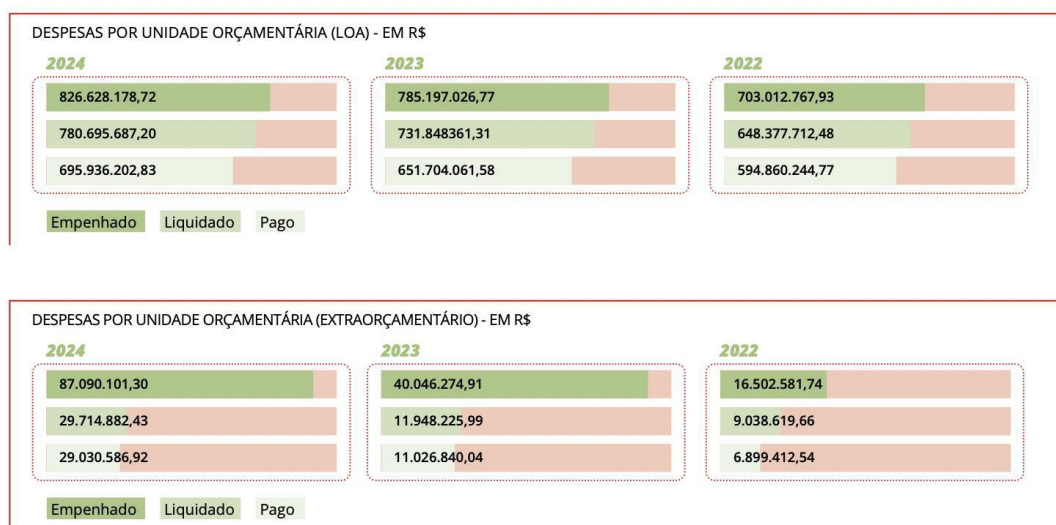 DESPESAS POR UNIDADE ORÇAMENTÁRIA (LOA) - EM R$
2024 2023 2022
826.628.178,72 785.197.026,77 703.012.767,93
780.695.687,20 731.848361,31 648.377.712,48
695.936.202,83 651.704.061,58 594.860.244,77
Empenhado Liquidado Pago
DESPESAS POR UNIDADE ORÇAMENTÁRIA (EXTRAORÇAMENTÁRIO) - EM R$
2024 2023 2022
87.090.101,30 40.046.274,91 16.502.581,74
29.714.882,43 11.948.225,99 9.038.619,66
29.030.586,92 11.026.840,04 6.899.412,54
Empenhado Liquidado Pago